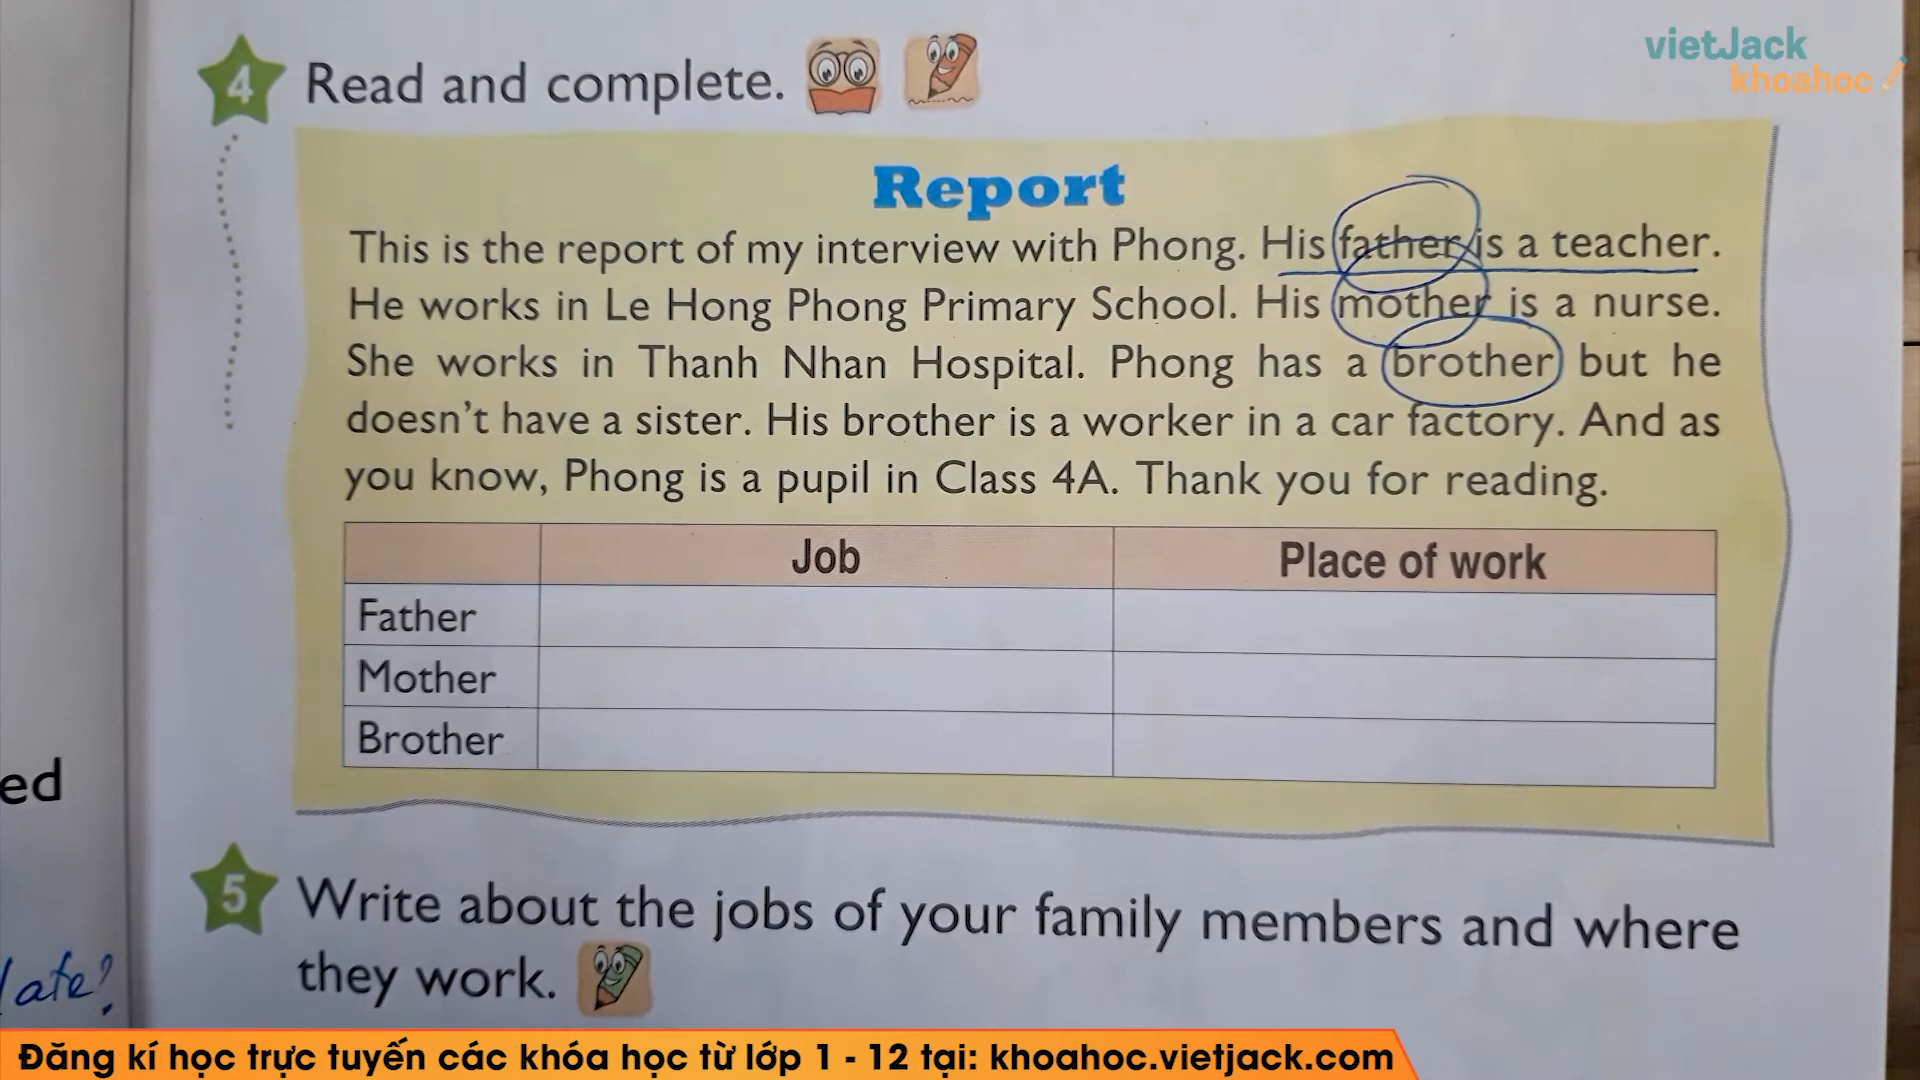 vietJack
khoahoc
4 Read and complete.
Report
This is the report of my interview with Phong. His father is a teacher.
He works in Le Hong Phong Primary School. His mother is a nurse.
She works in Thanh Nhan Hospital. Phong has a brother but he
doesn't have a sister. His brother is a worker in a car factory. And as
you know, Phong is a pupil in Class 4A. Thank you for reading.
Job Place of work
Father
Mother
Brother
ed
5 Write about the jobs of your family members and where
they work.
late?
Đăng kí học trực tuyến các khóa học từ lớp 1 - 12 tại: khoahoc.vietjack.com